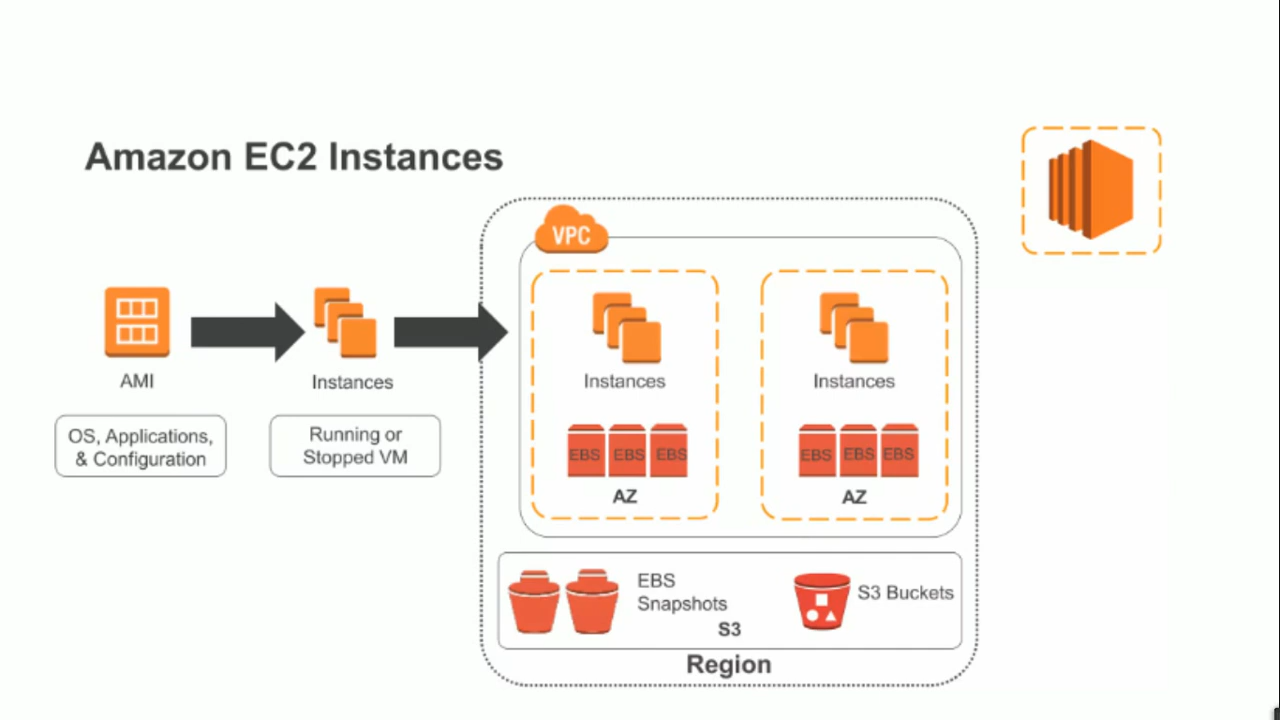 Amazon EC2 Instances
VPC
AMI
OS, Applications,
& Configuration
Instances
Running or
Stopped VM
Instances
EBS EBS EBS
AZ
Instances
EBS EBS EBS
AZ
EBS
Snapshots
S3 Buckets
S3
Region